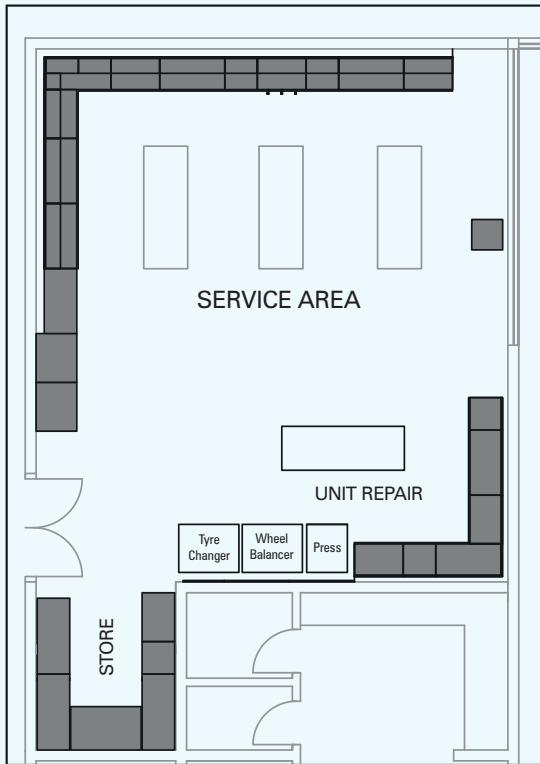 SERVICE AREA
UNIT REPAIR
Tyre
Changer
Wheel
Balancer
Press
STORE